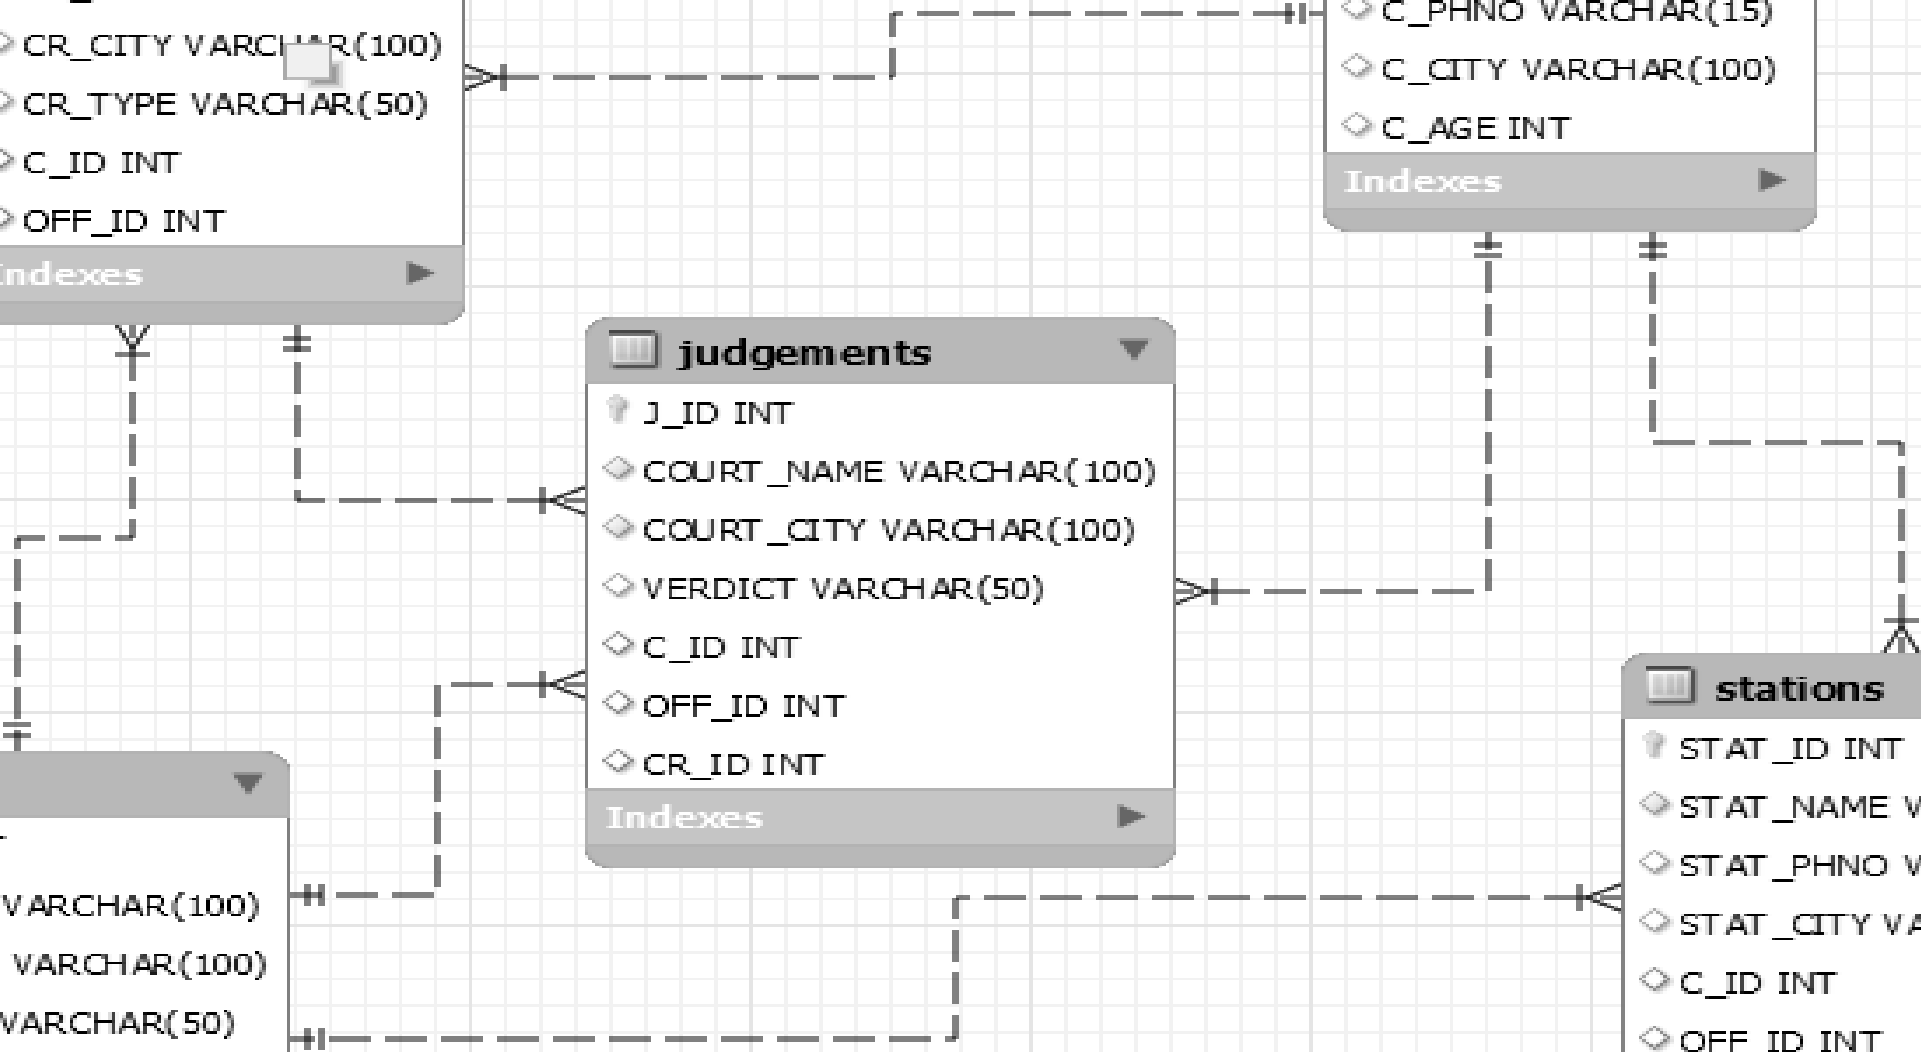 CR_CITY VARCHAR(100)
CR_TYPE VARCHAR(50)
C_ID INT
OFF_ID INT
Indexes
C_PHNO VARCHAR(15)
C_CITY VARCHAR(100)
C_AGE INT
Indexes
judgements
J_ID INT
COURT_NAME VARCHAR(100)
COURT_CITY VARCHAR(100)
VERDICT VARCHAR(50)
C_ID INT
OFF_ID INT
CR_ID INT
Indexes
VARCHAR(100)
VARCHAR(100)
VARCHAR(50)
stations
STAT_ID INT
STAT_NAME V
STAT_PHNO V
STAT_CITY VA
C_ID INT
OFF_ID INT